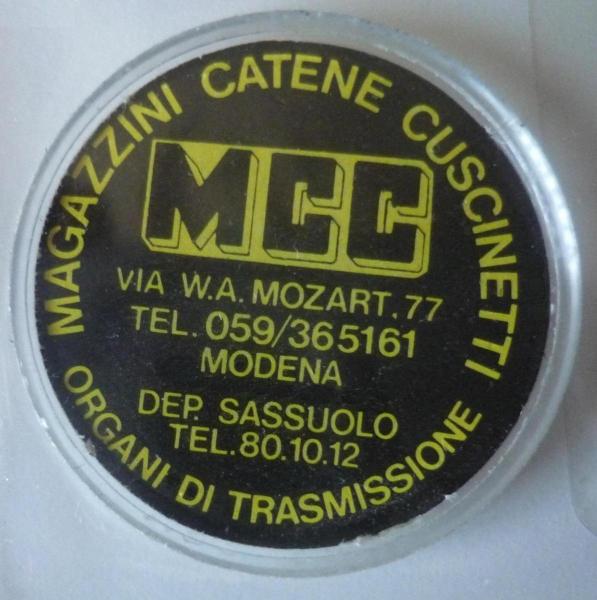 MAGAZZINI CATENE CUSCINETTI
MCC
VIA W.A. MOZART. 77
TEL. 059/365161
MODENA
DEP. SASSUOLO
TEL. 80.10.12
ORGANI DI TRASMISSIONE